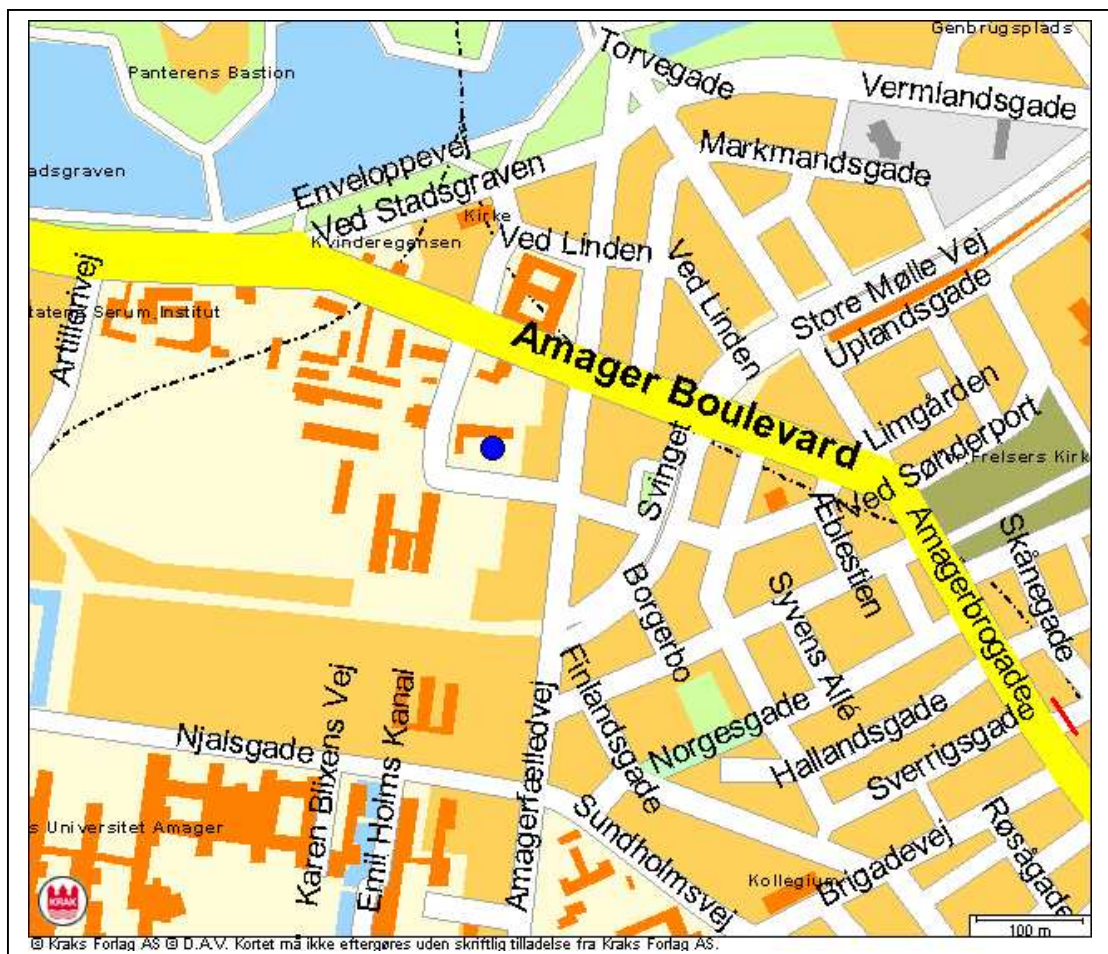 Genbrugsplads
Panterens Bastion
Torvegade
Vermlandsgade
Markmandsgade
adsgraven
Enveloppevej
Ved Stadsgraven
Kirke
Kvinderegensen
Ved Linden
Ved Linden
Store Mølle Vej
Uplandsgade
Artillerivej
tatens Serum Institut
Amager Boulevard
Limgården
Ved Sønderport
Frelsers Kirk
Svinget
Æblestien
Amagerbrogade
Skånegade
Borgerbo
Syvens Allé
Finlandsgade
Norgesgade
Hallandsgade
Sverrigsgad
Njalsgade
Karen Blixens Vej
Emil Holms Kanal
Amagerfælledvej
Sundholmsvej
s Universitet Amager
Kollegium
Brigadevej
Røsågade
KRAK
100 m
© Kraks Forlag AS © D.A.V. Kortet må ikke eftergøres uden skriftlig tilladelse fra Kraks Forlag AS.